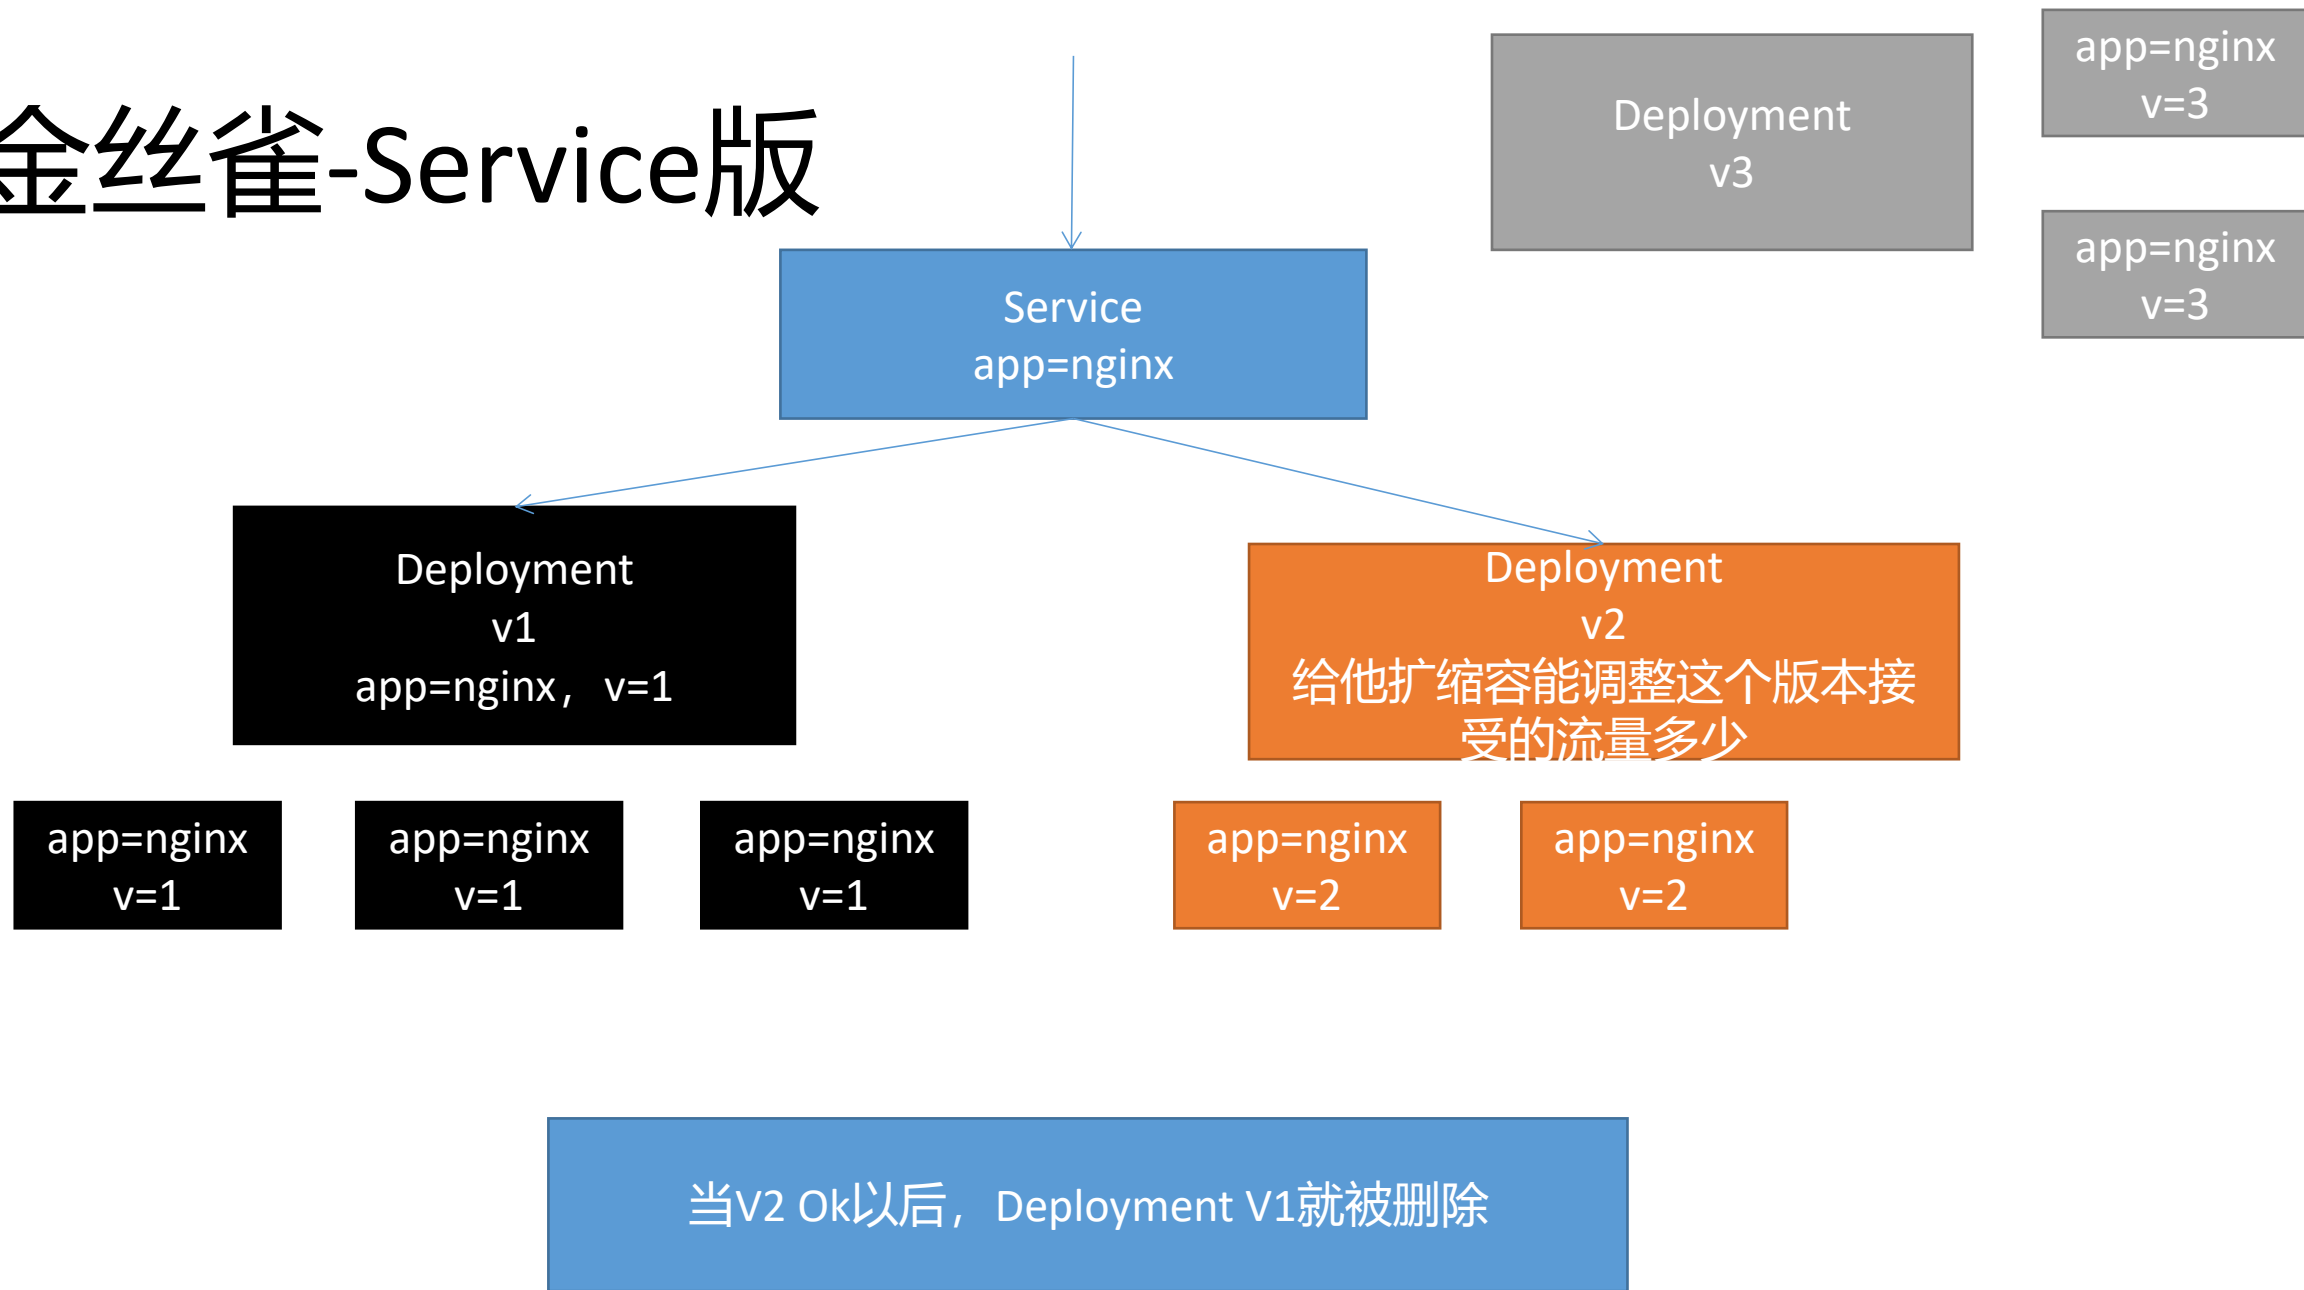 金丝雀-Service版
Deployment
v3
app=nginx
v=3
app=nginx
v=3
Service
app=nginx
Deployment
v1
app=nginx，v=1
Deployment
v2
给他扩缩容能调整这个版本接
受的流量多少
app=nginx
v=1
app=nginx
v=1
app=nginx
v=1
app=nginx
v=2
app=nginx
v=2
当V2 Ok以后，Deployment V1就被删除